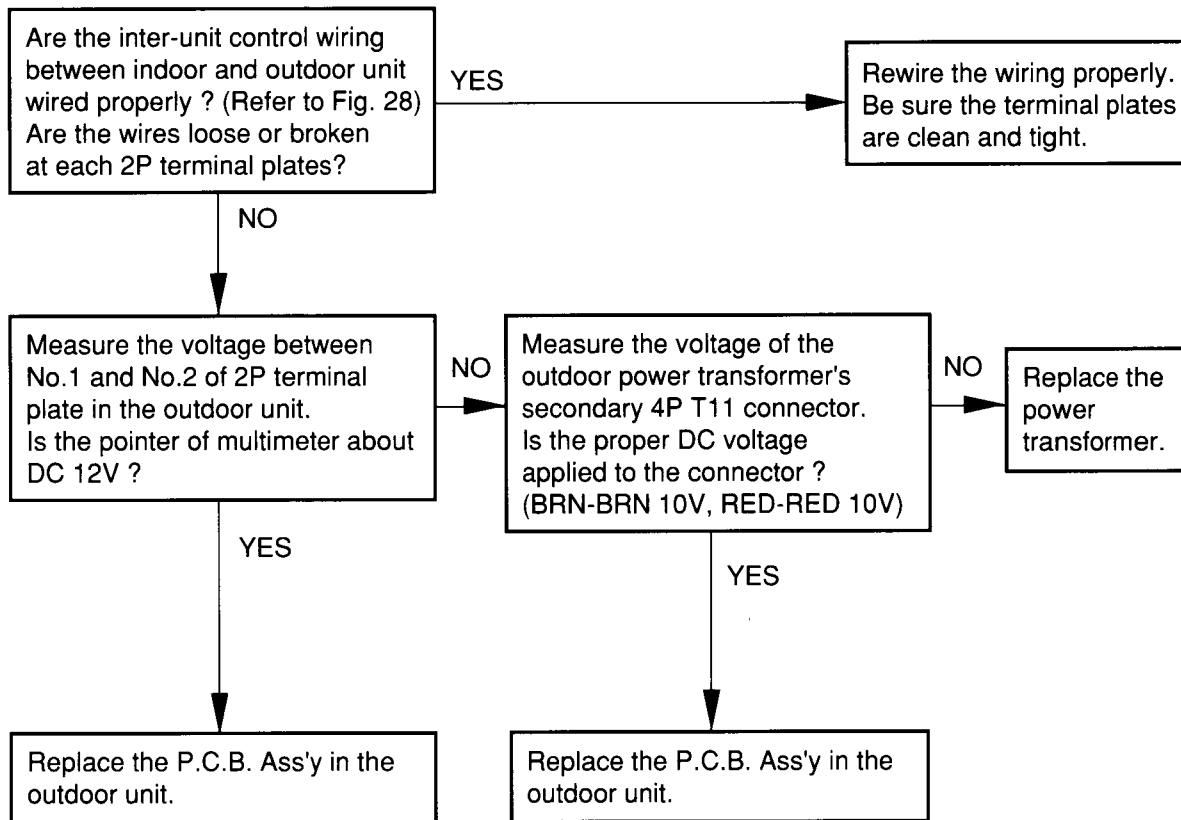 Are the inter-unit control wiring
between indoor and outdoor unit
wired properly ? (Refer to Fig. 28)
Are the wires loose or broken
at each 2P terminal plates?
YES
Rewire the wiring properly.
Be sure the terminal plates
are clean and tight.
NO
Measure the voltage between
No.1 and No.2 of 2P terminal
plate in the outdoor unit.
Is the pointer of multimeter about
DC 12V ?
NO
Measure the voltage of the
outdoor power transformer's
secondary 4P T11 connector.
Is the proper DC voltage
applied to the connector ?
(BRN-BRN 10V, RED-RED 10V)
NO
Replace the
power
transformer.
YES
YES
Replace the P.C.B. Ass'y in the
outdoor unit.
Replace the P.C.B. Ass'y in the
outdoor unit.